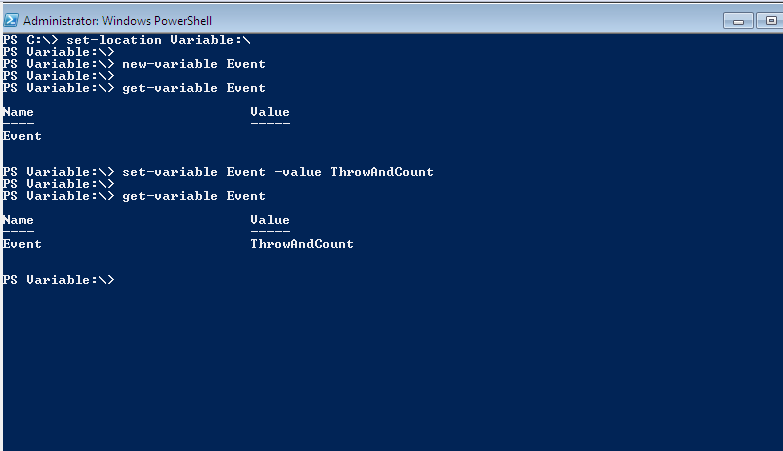 Administrator: Windows PowerShell
PS C:\> set-location Variable:\
PS Variable:\>
PS Variable:\> new-variable Event
PS Variable:\>
PS Variable:\> get-variable Event
Name Value
---- -----
Event
PS Variable:\> set-variable Event -value ThrowAndCount
PS Variable:\>
PS Variable:\> get-variable Event
Name Value
---- -----
Event ThrowAndCount
PS Variable:\>